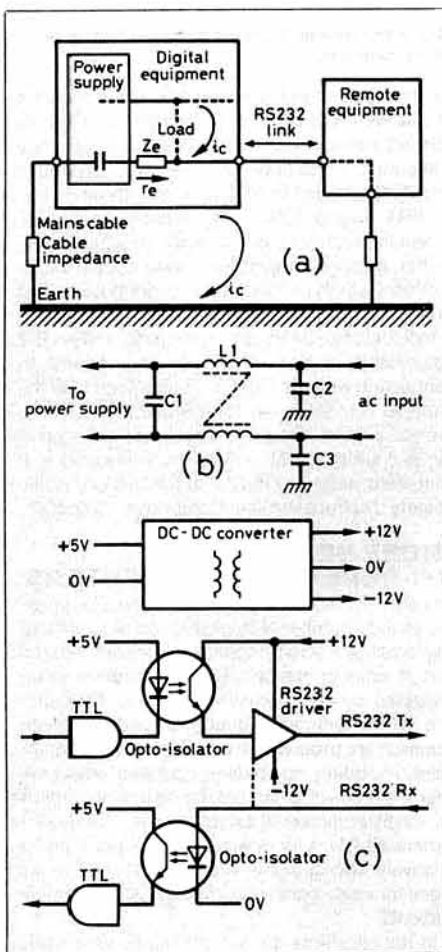 Digital equipment
Power supply
Load
Ze
ic
re
RS232 link
Remote equipment
Mains cable
Cable impedance
ic
(a)
Earth
To power supply
L1
C1
C2
ac input
C3
(b)
DC-DC converter
+5V
0V
+12V
0V
-12V
+5V
+12V
TTL
Opto-isolator
RS232 driver
RS232 Tx
-12V
RS232 Rx
+5V
Opto-isolator
(c)
TTL
0V